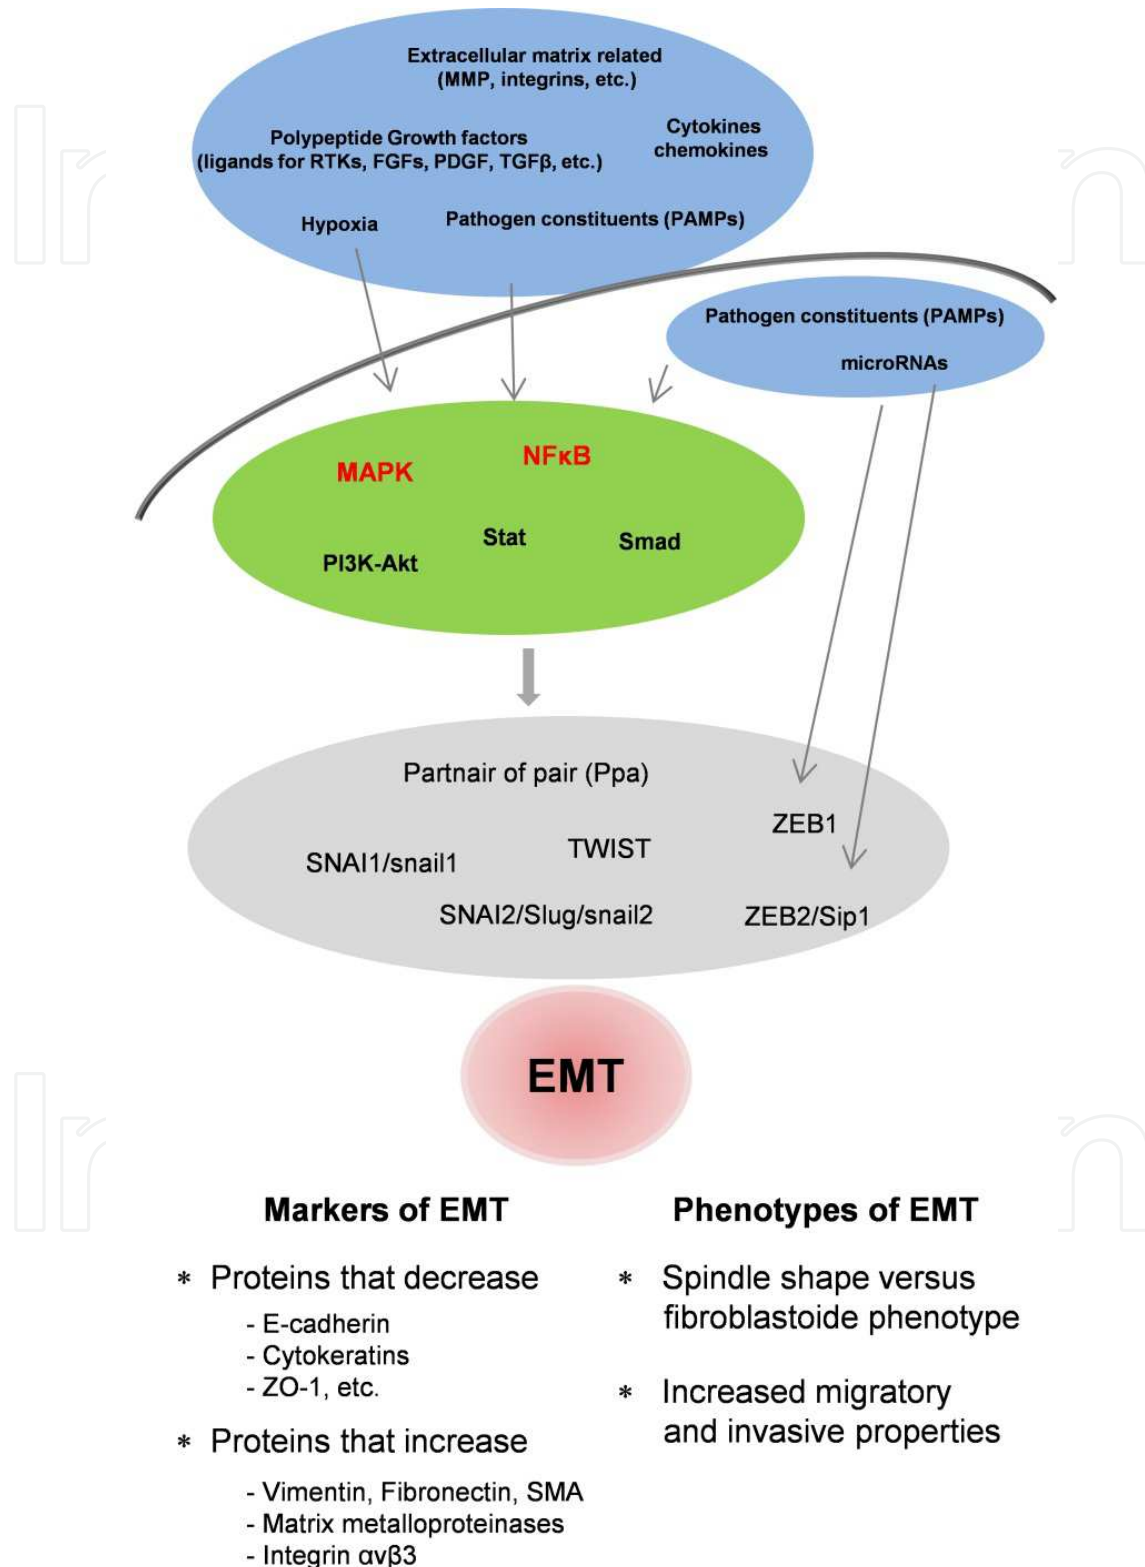 Extracellular matrix related
(MMP, integrins, etc.)
Polypeptide Growth factors
(ligands for RTKs, FGFs, PDGF, TGFβ, etc.)
Cytokines
chemokines
Hypoxia
Pathogen constituents (PAMPs)
Pathogen constituents (PAMPs)
microRNAs
MAPK
NFκB
Stat
Smad
PI3K-Akt
Partnair of pair (Ppa)
ZEB1
TWIST
SNAI1/snail1
SNAI2/Slug/snail2
ZEB2/Sip1
EMT
Markers of EMT
* Proteins that decrease
- E-cadherin
- Cytokeratins
- ZO-1, etc.
* Proteins that increase
- Vimentin, Fibronectin, SMA
- Matrix metalloproteinases
- Integrin αvβ3
Phenotypes of EMT
* Spindle shape versus
fibroblastoide phenotype
* Increased migratory
and invasive properties